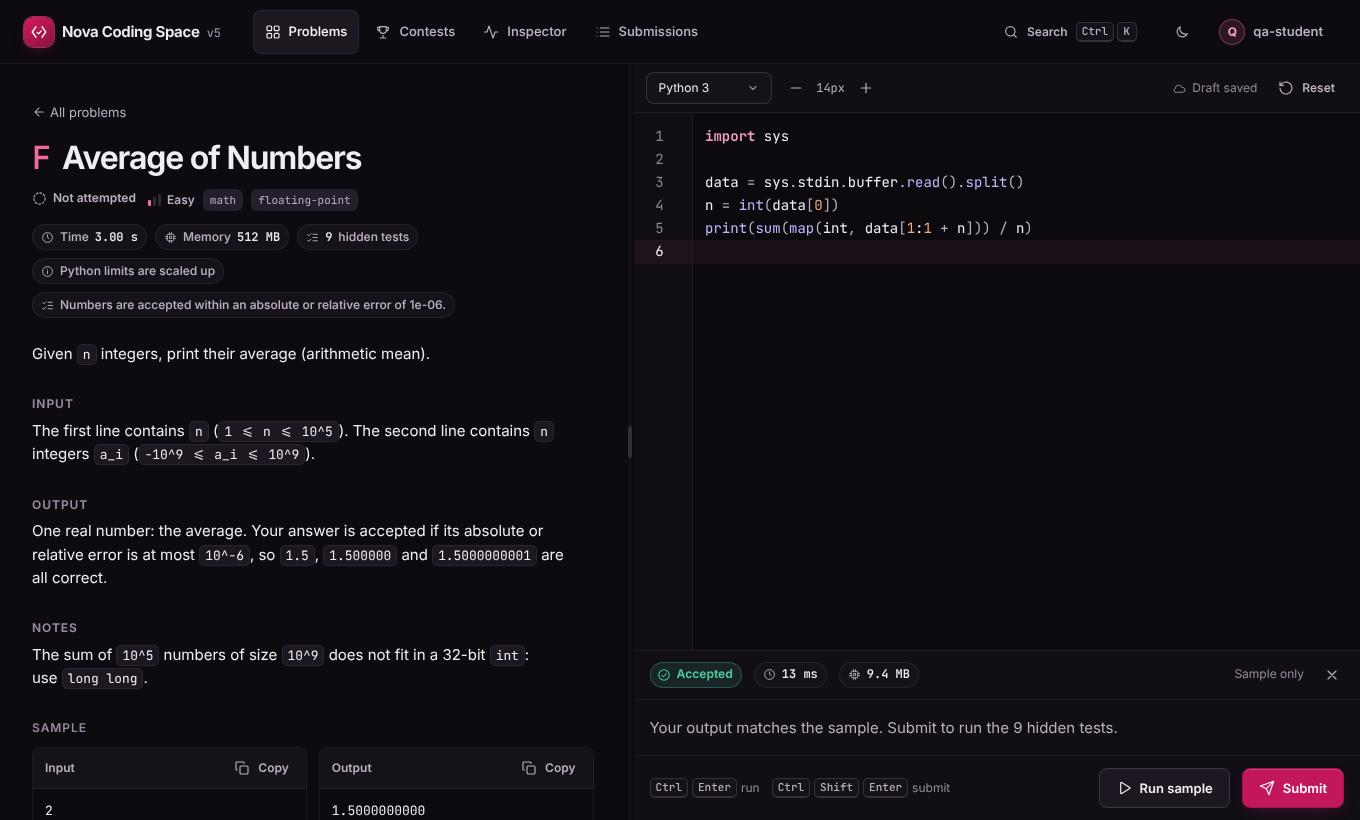 Nova Coding Space v5 Problems Contests Inspector Submissions Search Ctrl K Q qa-student
All problems
F Average of Numbers
Not attempted Easy math floating-point
Time 3.00 s Memory 512 MB 9 hidden tests
Python limits are scaled up
Numbers are accepted within an absolute or relative error of 1e-06.
Given n integers, print their average (arithmetic mean).
INPUT
The first line contains n (1 ≤ n ≤ 10^5). The second line contains n
integers a_i (-10^9 ≤ a_i ≤ 10^9).
OUTPUT
One real number: the average. Your answer is accepted if its absolute or
relative error is at most 10^-6, so 1.5, 1.500000 and 1.5000000001 are
all correct.
NOTES
The sum of 10^5 numbers of size 10^9 does not fit in a 32-bit int:
use long long.
SAMPLE
Input Copy Output Copy
2 1.5000000000
Python 3 14px Draft saved Reset
1 import sys
2
3 data = sys.stdin.buffer.read().split()
4 n = int(data[0])
5 print(sum(map(int, data[1:1 + n])) / n)
6
Accepted 13 ms 9.4 MB Sample only
Your output matches the sample. Submit to run the 9 hidden tests.
Ctrl Enter run Ctrl Shift Enter submit Run sample Submit